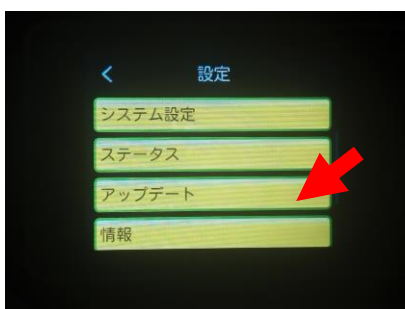 設定
システム設定
ステータス
アップデート
情報